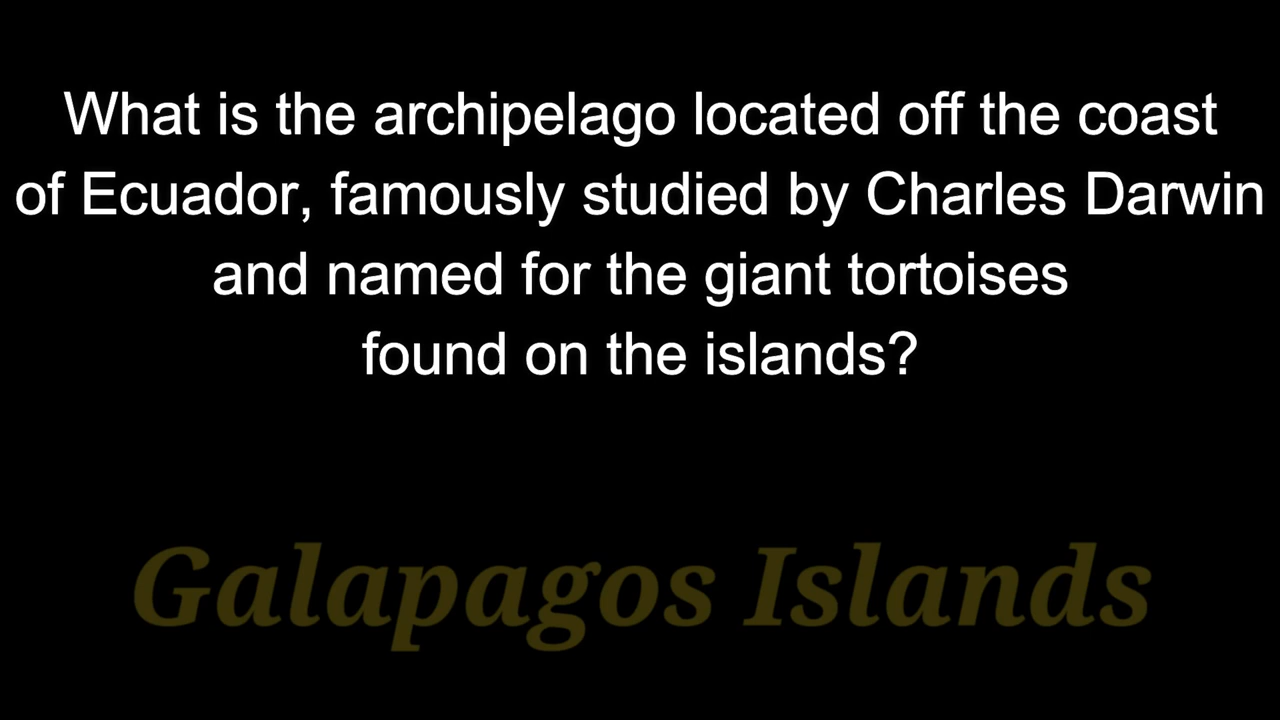 What is the archipelago located off the coast
of Ecuador, famously studied by Charles Darwin
and named for the giant tortoises
found on the islands?
Galapagos Islands